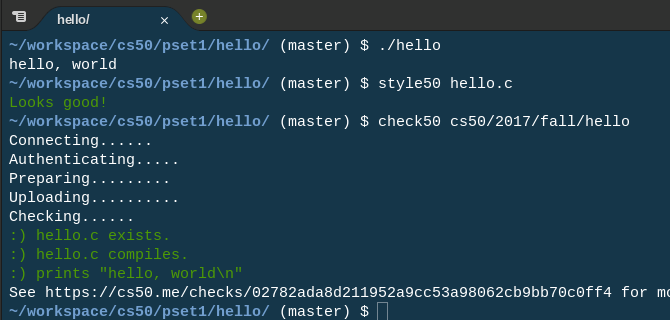 hello/
~/workspace/cs50/pset1/hello/ (master) $ ./hello
hello, world
~/workspace/cs50/pset1/hello/ (master) $ style50 hello.c
Looks good!
~/workspace/cs50/pset1/hello/ (master) $ check50 cs50/2017/fall/hello
Connecting......
Authenticating.....
Preparing.........
Uploading..........
Checking......
:) hello.c exists.
:) hello.c compiles.
:) prints "hello, world\n"
See https://cs50.me/checks/02782ada8d211952a9cc53a98062cb9bb70c0ff4 for
~/workspace/cs50/pset1/hello/ (master) $